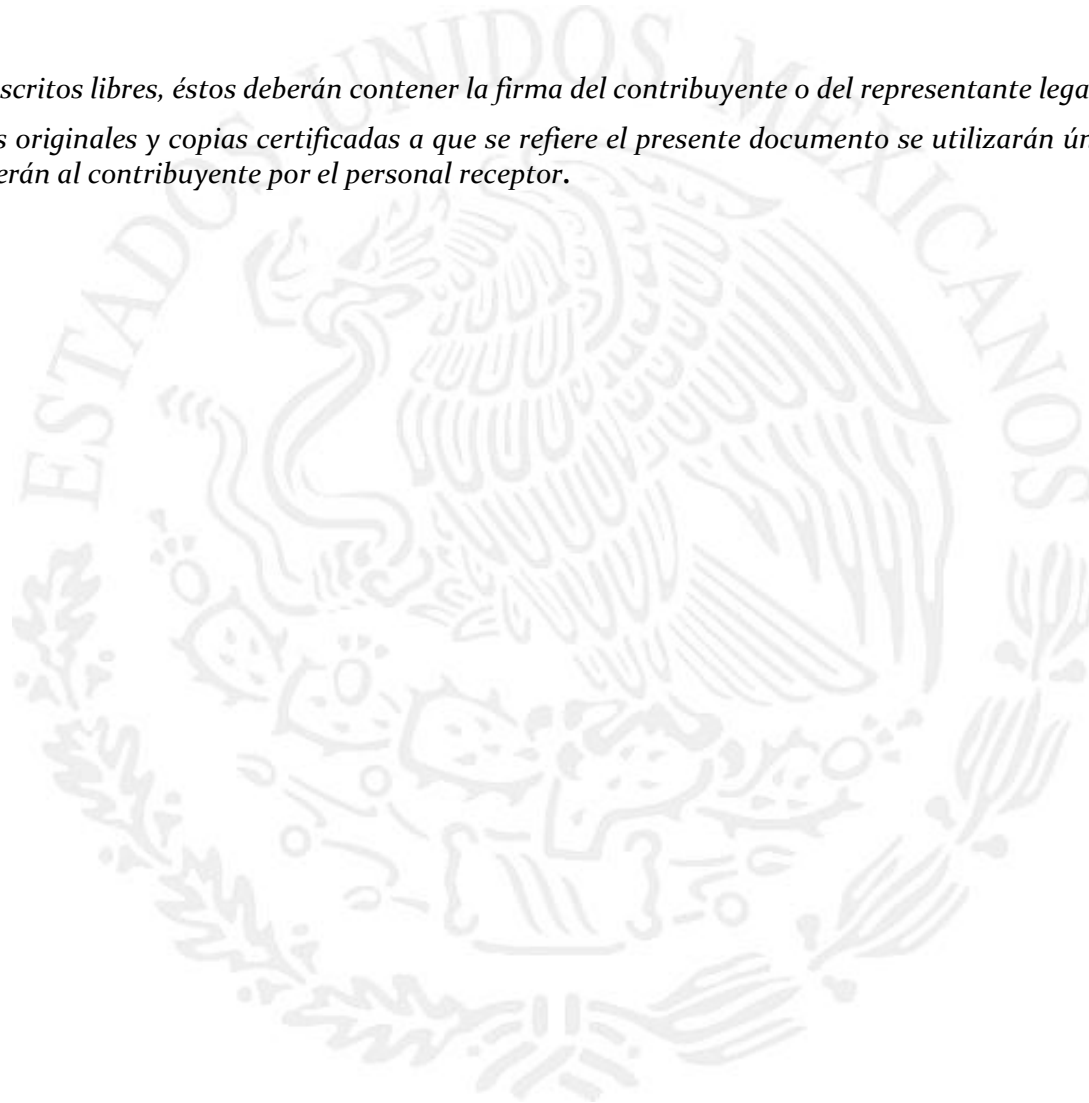 scritos libres, éstos deberán contener la firma del contribuyente o del representante lega
s originales y copias certificadas a que se refiere el presente documento se utilizarán ún
erán al contribuyente por el personal receptor.
ESTADOS UNIDOS MEXICANOS